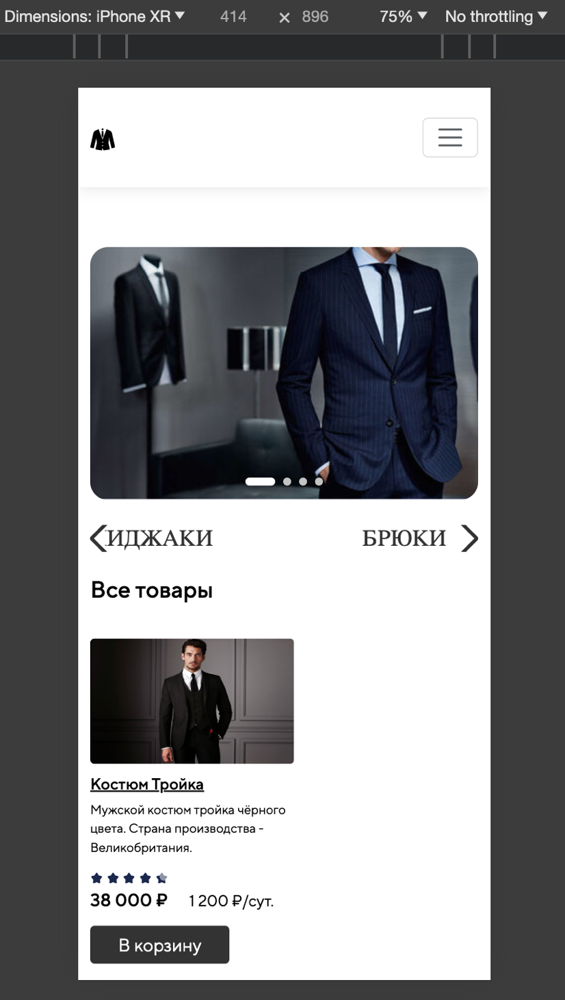 Dimensions: iPhone XR 414 × 896 75% No throttling
ИДЖАКИ БРЮКИ
Все товары
Костюм Тройка
Мужской костюм тройка чёрного
цвета. Страна производства -
Великобритания.
38 000 ₽ 1 200 ₽/сут.
В корзину